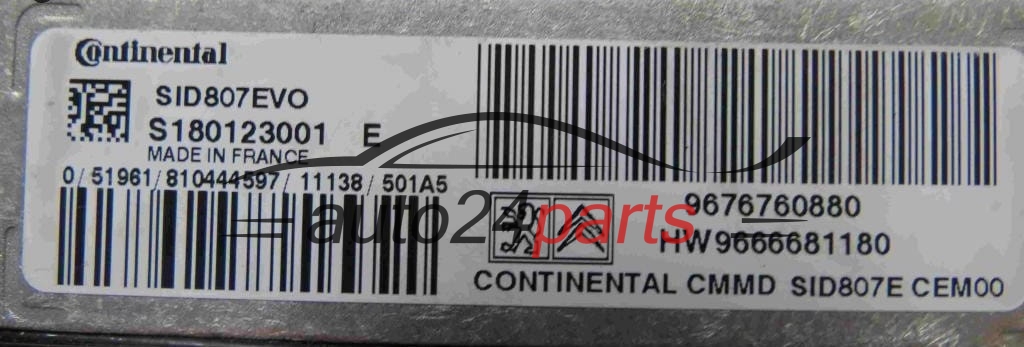 Continental
SID807EVO
S180123001 E
MADE IN FRANCE
0/51961/810444597/11138/501A5
auto24parts
9676760880
HW9666681180
CONTINENTAL CMMD SID807E CEM00